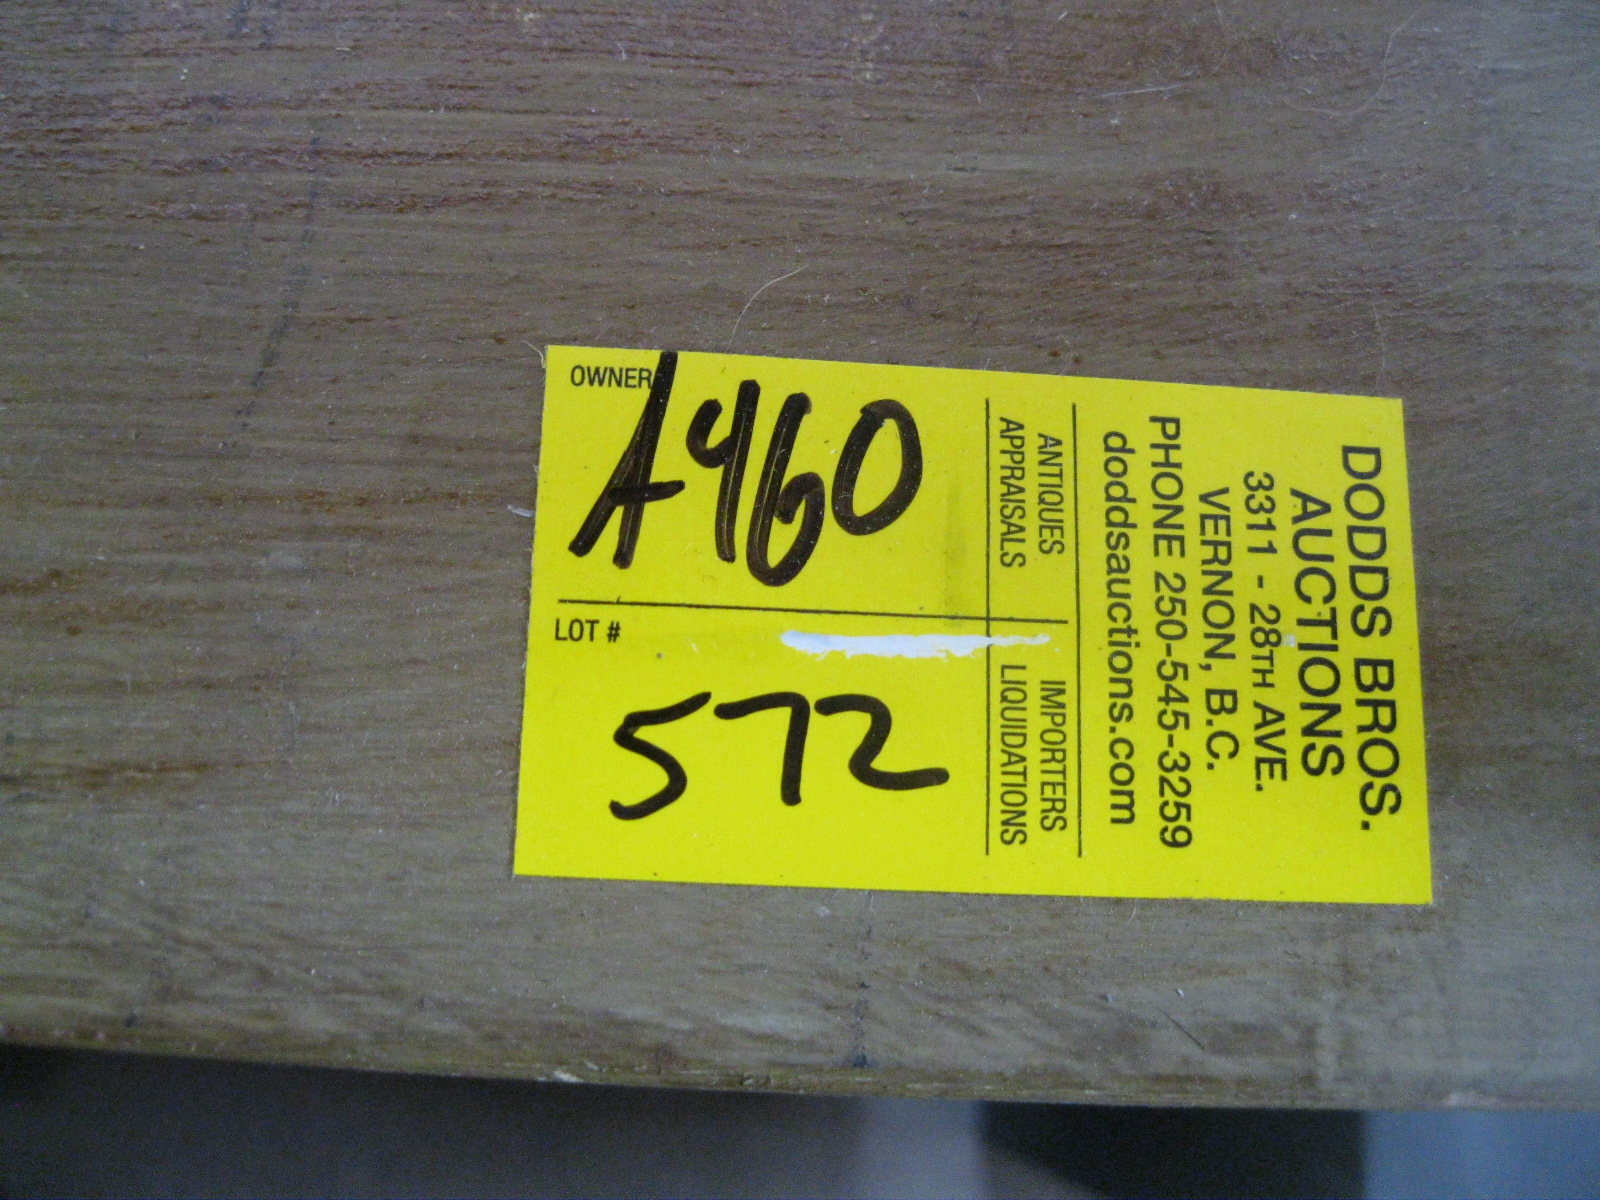 DODDS BROS.
AUCTIONS
3311 - 28TH AVE.
VERNON, B.C.
PHONE 250-545-3259
doddsauctions.com
ANTIQUES IMPORTERS
APPRAISALS LIQUIDATIONS
OWNER
A460
LOT #
572